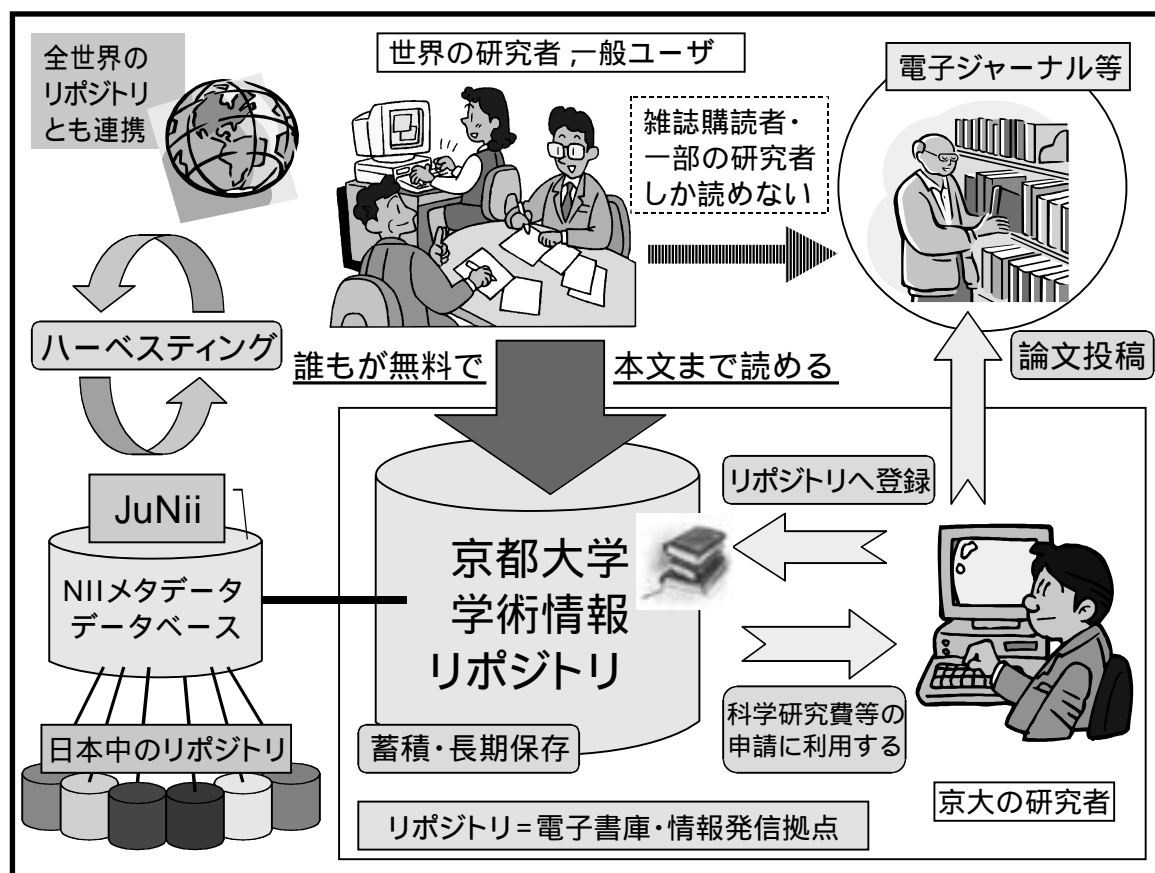 全世界の
リポジトリ
とも連携
世界の研究者,一般ユーザ
電子ジャーナル等
雑誌購読者・
一部の研究者
しか読めない
ハーベスティング
誰もが無料で
本文まで読める
論文投稿
JuNii
NIIメタデータ
データベース
日本中のリポジトリ
京都大学
学術情報
リポジトリ
蓄積・長期保存
リポジトリへ登録
科学研究費等の
申請に利用する
京大の研究者
リポジトリ=電子書庫・情報発信拠点